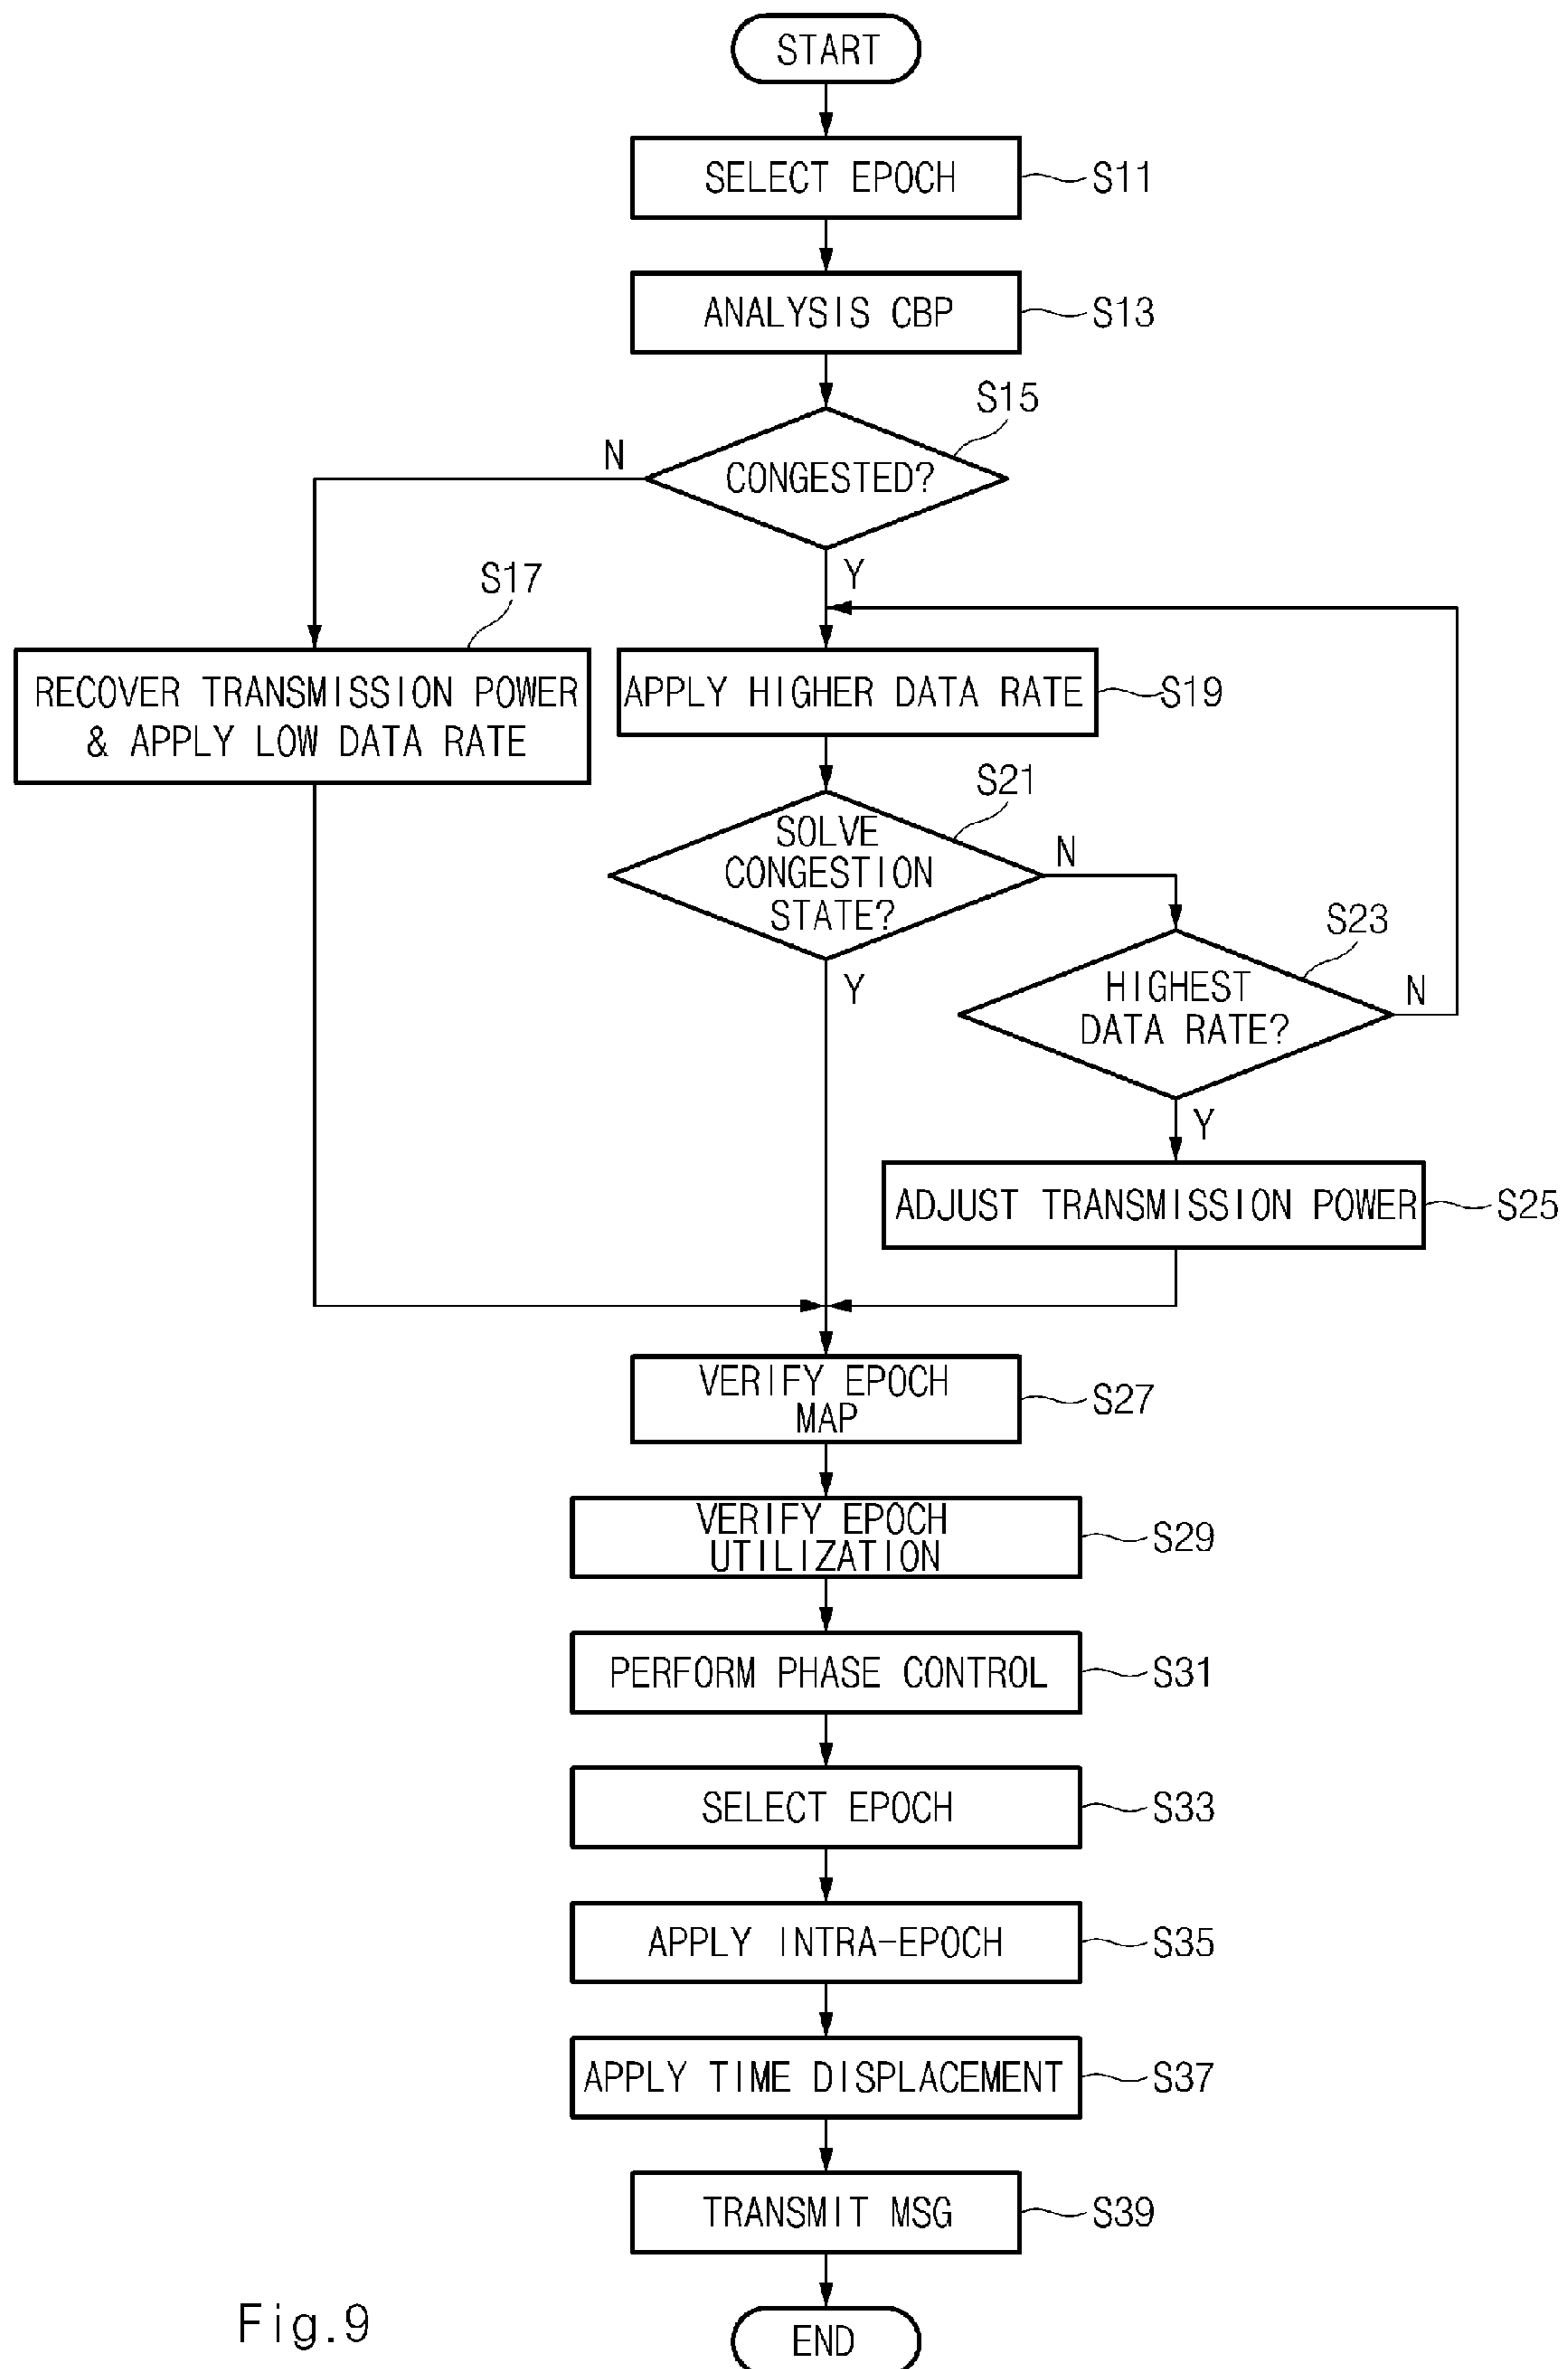 START
SELECT EPOCH
S11
ANALYSIS CBP
S13
S15
CONGESTED?
N
Y
S17
RECOVER TRANSMISSION POWER
& APPLY LOW DATA RATE
APPLY HIGHER DATA RATE
S19
S21
SOLVE
CONGESTION
STATE?
N
Y
S23
HIGHEST
DATA RATE?
N
Y
ADJUST TRANSMISSION POWER
S25
VERIFY EPOCH
MAP
S27
VERIFY EPOCH
UTILIZATION
S29
PERFORM PHASE CONTROL
S31
SELECT EPOCH
S33
APPLY INTRA-EPOCH
S35
APPLY TIME DISPLACEMENT
S37
TRANSMIT MSG
S39
END
Fig.9